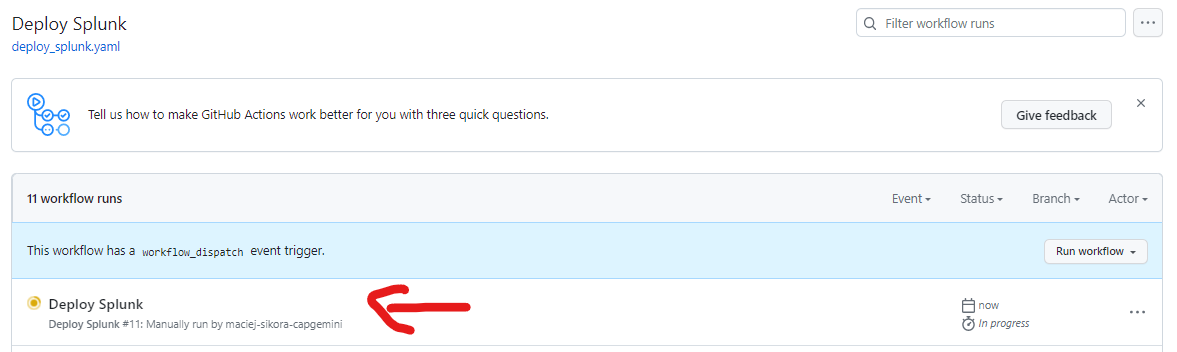 Deploy Splunk
Filter workflow runs
deploy_splunk.yaml
Tell us how to make GitHub Actions work better for you with three quick questions.
Give feedback
11 workflow runs
Event
Status
Branch
Actor
This workflow has a workflow_dispatch event trigger.
Run workflow
Deploy Splunk
now
Deploy Splunk #11: Manually run by maciej-sikora-capgemini
In progress